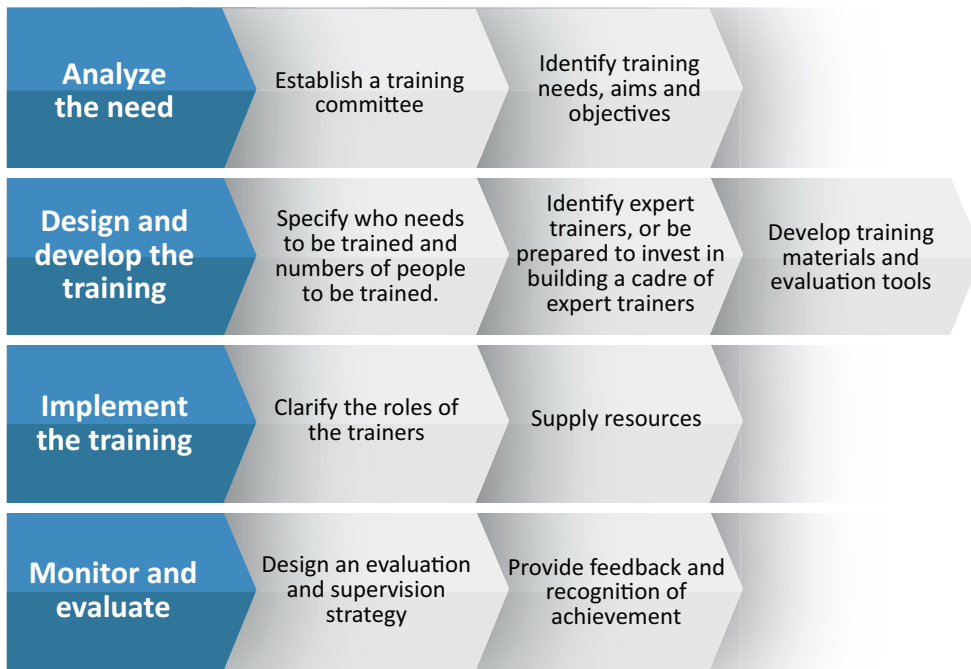 Analyze
the need
Establish a training
committee
Identify training
needs, aims and
objectives
Design and
develop the
training
Specify who needs
to be trained and
numbers of people
to be trained.
Identify expert
trainers, or be
prepared to invest in
building a cadre of
expert trainers
Develop training
materials and
evaluation tools
Implement
the training
Clarify the roles of
the trainers
Supply resources
Monitor and
evaluate
Design an evaluation
and supervision
strategy
Provide feedback and
recognition of
achievement